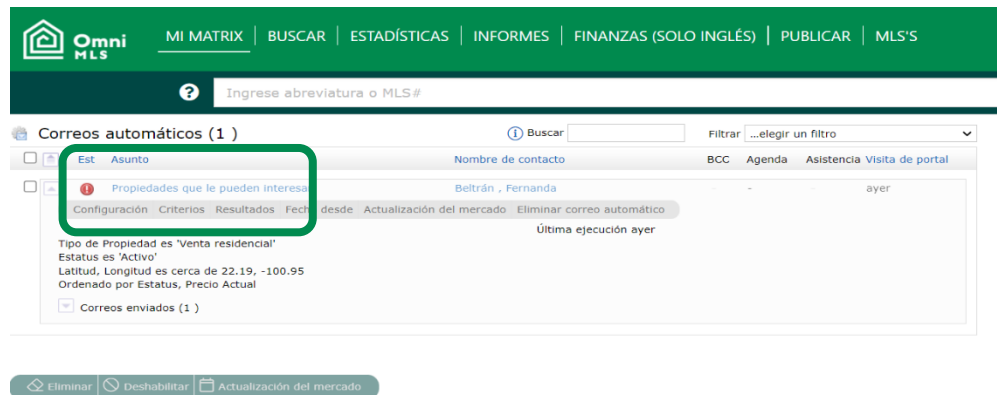 Omni
MLS
MI MATRIX | BUSCAR | ESTADÍSTICAS | INFORMES | FINANZAS (SOLO INGLÉS) | PUBLICAR | MLS'S
? Ingrese abreviatura o MLS#
Correos automáticos (1 ) i Buscar Filtrar ...elegir un filtro
Est Asunto Nombre de contacto BCC Agenda Asistencia Visita de portal
! Propiedades que le pueden interesa Beltrán , Fernanda - - - ayer
Configuración Criterios Resultados Fech desde Actualización del mercado Eliminar correo automático
Última ejecución ayer
Tipo de Propiedad es 'Venta residencial'
Estatus es 'Activo'
Latitud, Longitud es cerca de 22.19, -100.95
Ordenado por Estatus, Precio Actual
Correos enviados (1 )
Eliminar Deshabilitar Actualización del mercado